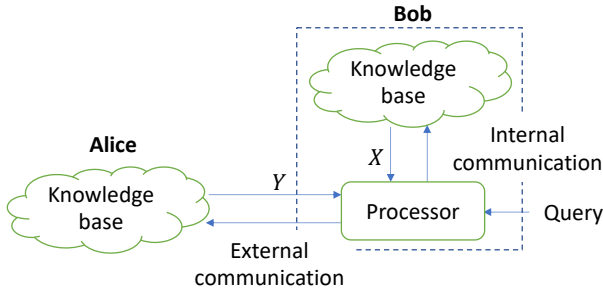 Bob
Knowledge
base
Alice
Internal
communication
X
Knowledge
base
Y
Processor
Query
External
communication